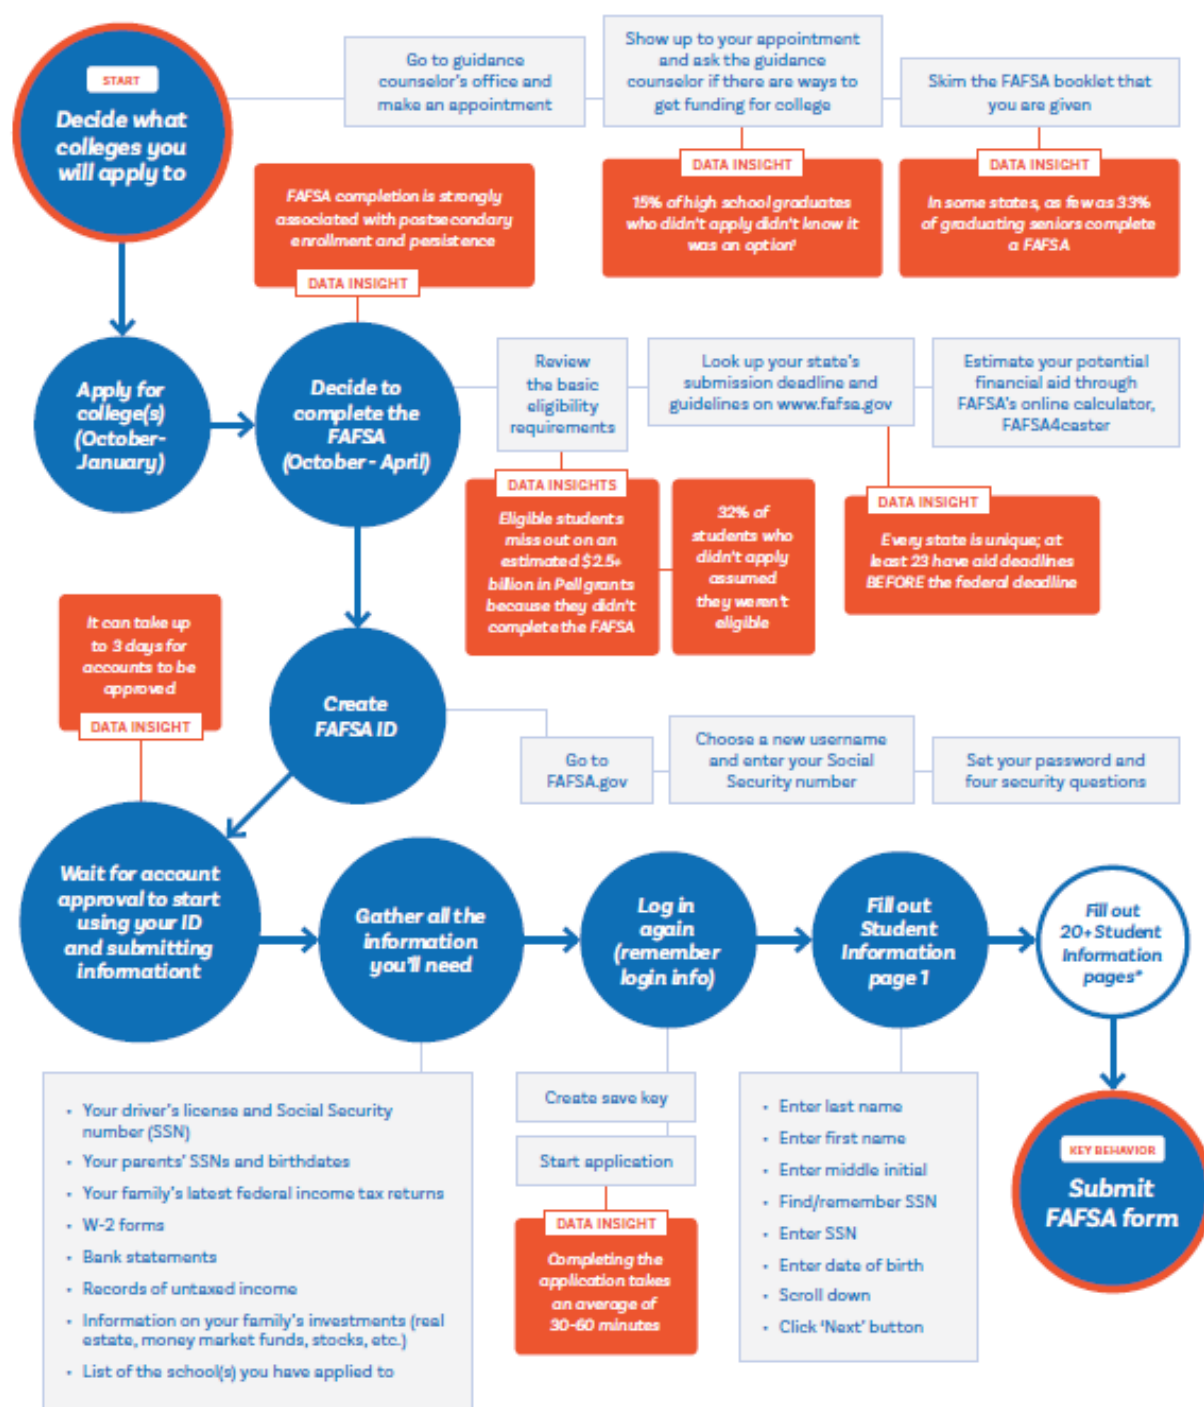 START
Decide what
colleges you
will apply to
Go to guidance
counselor's office and
make an appointment
Show up to your appointment
and ask the guidance
counselor if there are ways to
get funding for college
Skim the FAFSA booklet that
you are given
DATA INSIGHT
15% of high school graduates
who didn't apply didn't know it
was an option¹
DATA INSIGHT
In some states, as few as 33%
of graduating seniors complete
a FAFSA
FAFSA completion is strongly
associated with postsecondary
enrollment and persistence
DATA INSIGHT
Apply for
college(s)
(October-
January)
Decide to
complete the
FAFSA
(October - April)
Review
the basic
eligibility
requirements
Look up your state's
submission deadline and
guidelines on www.fafsa.gov
Estimate your potential
financial aid through
FAFSA's online calculator,
FAFSA4caster
DATA INSIGHTS
Eligible students
miss out on an
estimated $2.5+
billion in Pell grants
because they didn't
complete the FAFSA
32% of
students who
didn't apply
assumed
they weren't
eligible
DATA INSIGHT
Every state is unique; at
least 23 have aid deadlines
BEFORE the federal deadline
It can take up
to 3 days for
accounts to be
approved
DATA INSIGHT
Create
FAFSA ID
Go to
FAFSA.gov
Choose a new username
and enter your Social
Security number
Set your password and
four security questions
Wait for account
approval to start
using your ID
and submitting
informationt
Gather all the
information
you'll need
Log in
again
(remember
login info)
Fill out
Student
Information
page 1
Fill out
20+ Student
Information
pages*
• Your driver's license and Social Security
number (SSN)
• Your parents' SSNs and birthdates
• Your family's latest federal income tax returns
• W-2 forms
• Bank statements
• Records of untaxed income
• Information on your family's investments (real
estate, money market funds, stocks, etc.)
• List of the school(s) you have applied to
Create save key
Start application
DATA INSIGHT
Completing the
application takes
an average of
30-60 minutes
• Enter last name
• Enter first name
• Enter middle initial
• Find/remember SSN
• Enter SSN
• Enter date of birth
• Scroll down
• Click 'Next' button
KEY BEHAVIOR
Submit
FAFSA form